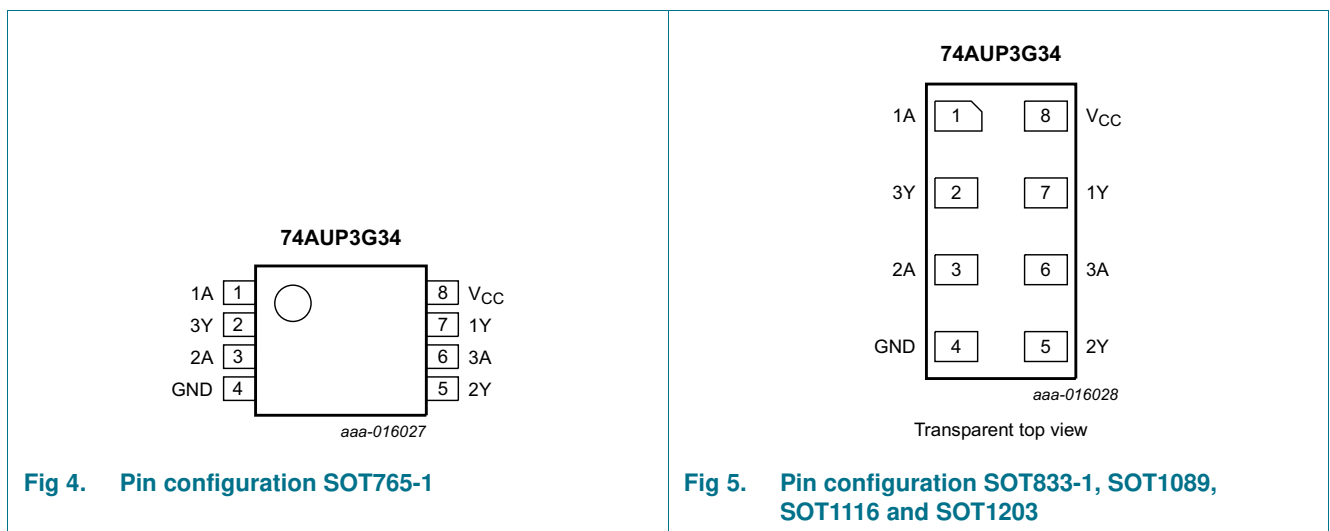 74AUP3G34
1A 1 8 VCC
3Y 2 7 1Y
2A 3 6 3A
GND 4 5 2Y
aaa-016027
Fig 4. Pin configuration SOT765-1
74AUP3G34
1A 1 8 VCC
3Y 2 7 1Y
2A 3 6 3A
GND 4 5 2Y
aaa-016028
Transparent top view
Fig 5. Pin configuration SOT833-1, SOT1089,
SOT1116 and SOT1203